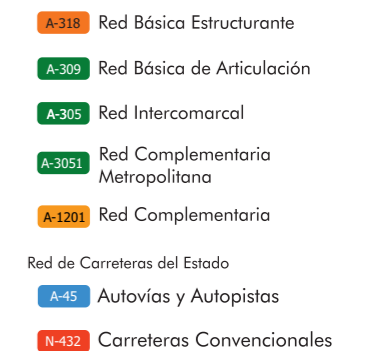 A-318 Red Básica Estructurante
A-309 Red Básica de Articulación
A-305 Red Intercomarcal
A-3051 Red Complementaria
Metropolitana
A-1201 Red Complementaria
Red de Carreteras del Estado
A-45 Autovías y Autopistas
N-432 Carreteras Convencionales